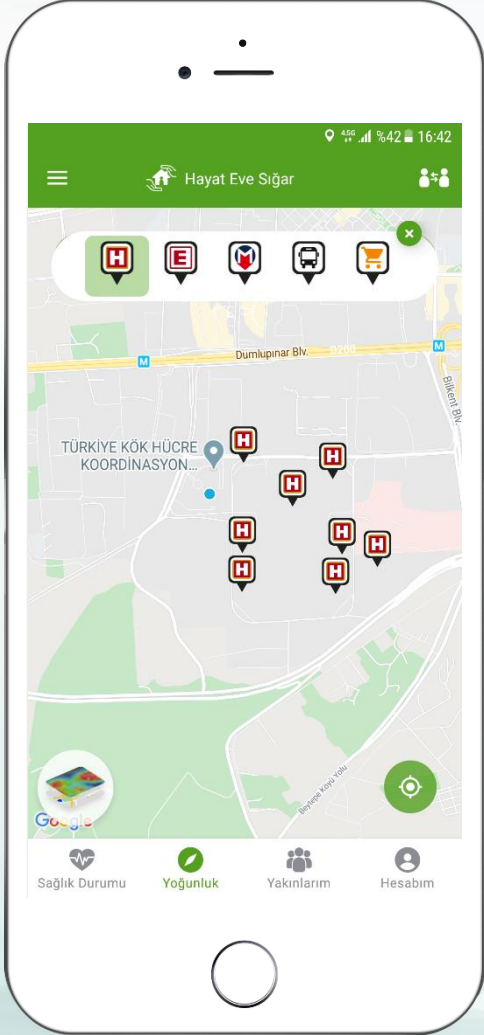 4.5G %42 16:42
Hayat Eve Sığar
H E M
Dumlupınar Blv. D200
M M
Bilkent Blv.
TÜRKİYE KÖK HÜCRE
KOORDİNASYON...
H H
H
H H H
H H
Beytepe Köyü Yolu
Google
Sağlık Durumu Yoğunluk Yakınlarım Hesabım